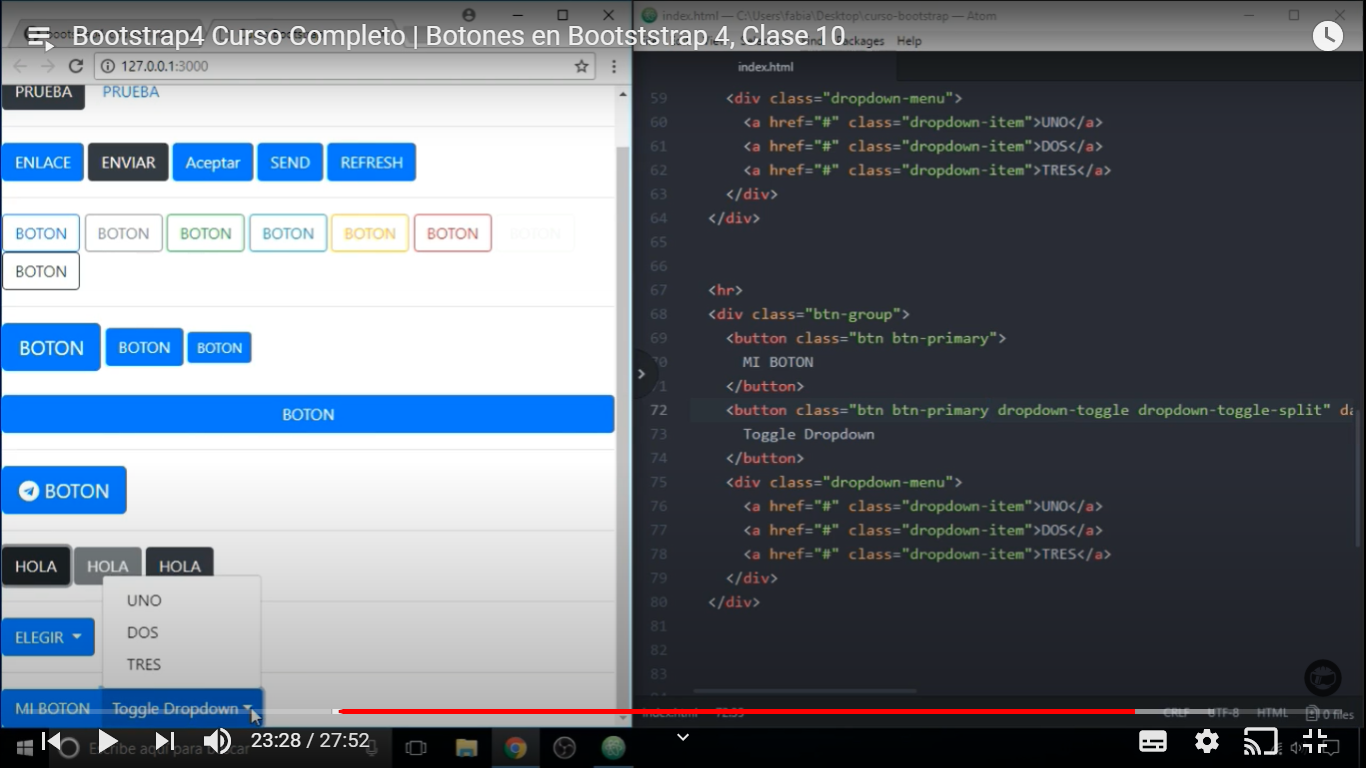 index.html — C:\Users\fabia\Desktop\curso-bootstrap — Atom
Bootstrap4 Curso Completo | Botones en Bootststrap 4, Clase 10
Packages Help
127.0.0.1:3000
index.html
PRUEBA PRUEBA
ENLACE ENVIAR Aceptar SEND REFRESH
BOTON BOTON BOTON BOTON BOTON BOTON BOTON
BOTON
BOTON BOTON BOTON
BOTON
BOTON
HOLA HOLA HOLA
UNO
DOS
TRES
ELEGIR
MI BOTON Toggle Dropdown
59 <div class="dropdown-menu">
60 <a href="#" class="dropdown-item">UNO</a>
61 <a href="#" class="dropdown-item">DOS</a>
62 <a href="#" class="dropdown-item">TRES</a>
63 </div>
64 </div>
65
66
67 <hr>
68 <div class="btn-group">
69 <button class="btn btn-primary">
70 MI BOTON
71 </button>
72 <button class="btn btn-primary dropdown-toggle dropdown-toggle-split" da
73 Toggle Dropdown
74 </button>
75 <div class="dropdown-menu">
76 <a href="#" class="dropdown-item">UNO</a>
77 <a href="#" class="dropdown-item">DOS</a>
78 <a href="#" class="dropdown-item">TRES</a>
79 </div>
80 </div>
81
82
83
CRLF UTF-8 HTML 0 files
Escribe aquí para buscar
23:28 / 27:52